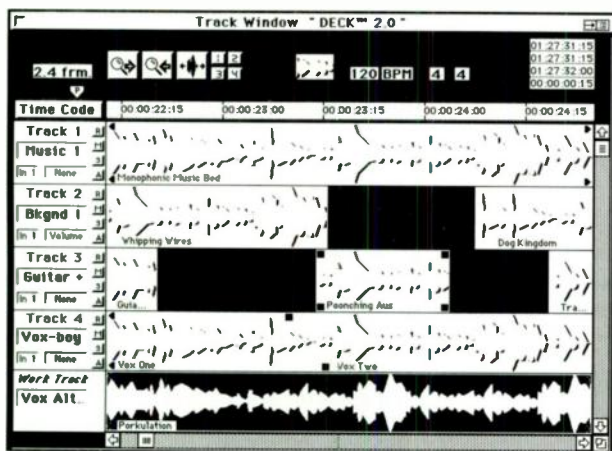 Track Window " DECK™ 2.0 "
2.4 frm
P
1 2
3 4
120 BPM 4 4
01:27:31:15
01:27:31:15
01:27:32:00
00:00:00:15
Time Code 00:00:22:15 00:00:23:00 00:00:23:15 00:00:24:00 00:00:24:15
Track 1
Music 1
In 1 None
Monophonic Music Bed
Track 2
Bkgnd 1
In 1 Volume
Whipping Wires
Dog Kingdom
Track 3
Guitar +
In 1 None
Guta...
Poonching Aus
Tra...
Track 4
Vox-boy
In 1 None
Vox One
Vox Two
Work Track
Vox Alt...
Porkulation